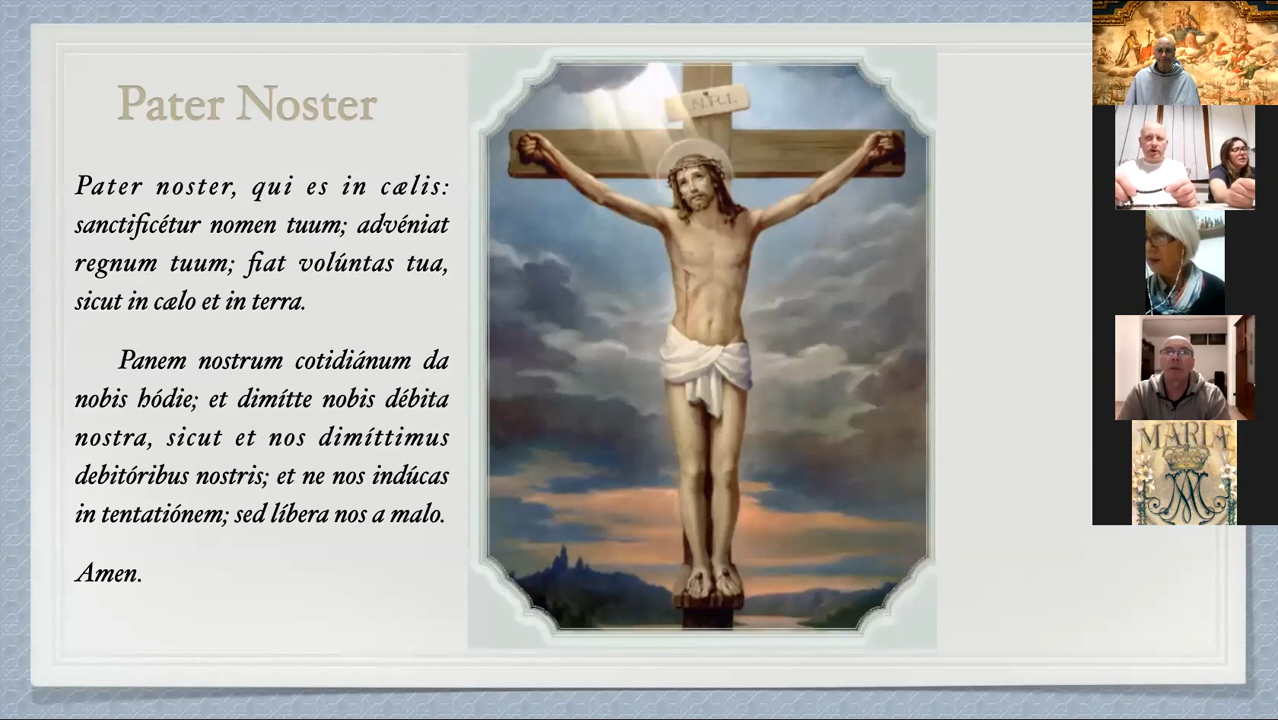 Pater Noster
Pater noster, qui es in cælis:
sanctificétur nomen tuum; advéniat
regnum tuum; fiat volúntas tua,
sicut in cælo et in terra.
Panem nostrum cotidiánum da
nobis hódie; et dimítte nobis débita
nostra, sicut et nos dimíttimus
debitóribus nostris; et ne nos indúcas
in tentatiónem; sed líbera nos a malo.
Amen.
I.N.R.I.
MARIÆ